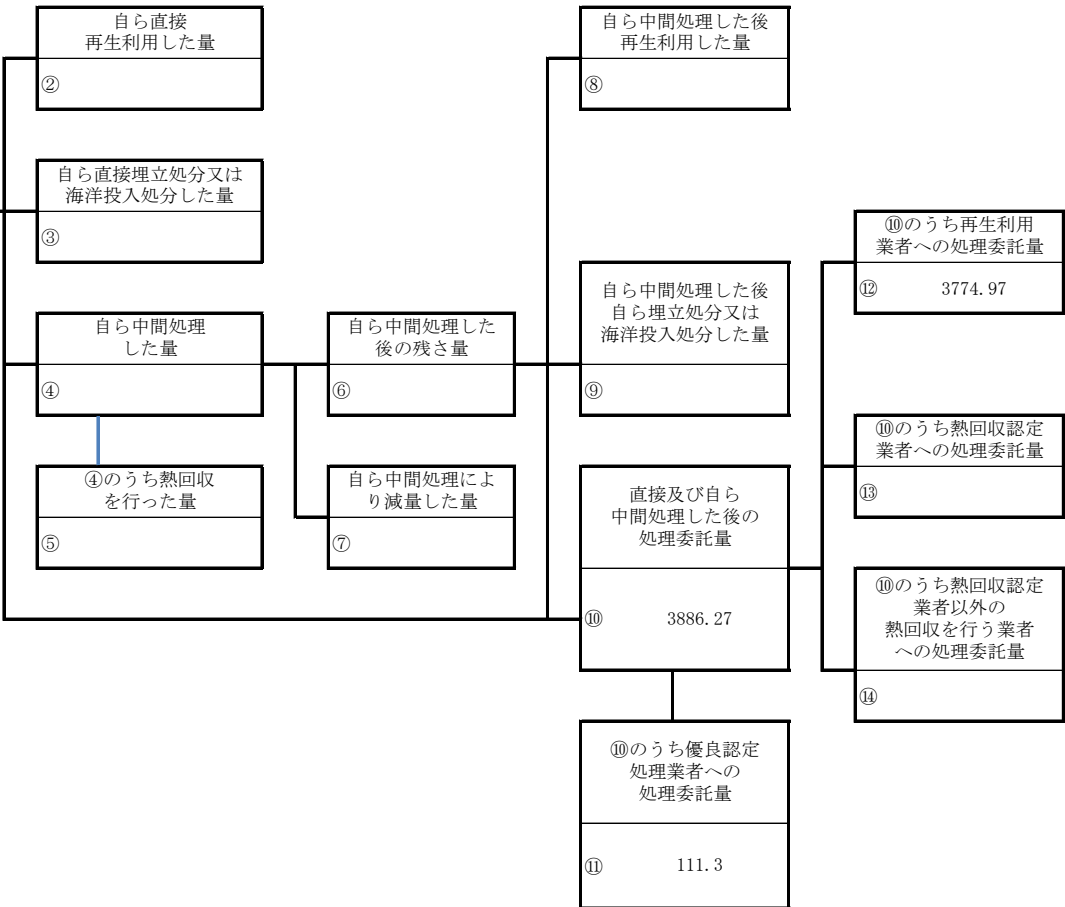 自ら直接
再生利用した量
②
自ら直接埋立処分又は
海洋投入処分した量
③
自ら中間処理
した量
④
④のうち熱回収
を行った量
⑤
自ら中間処理した
後の残さ量
⑥
自ら中間処理によ
り減量した量
⑦
自ら中間処理した後
再生利用した量
⑧
自ら中間処理した後
自ら埋立処分又は
海洋投入処分した量
⑨
直接及び自ら
中間処理した後の
処理委託量
⑩ 3886.27
⑩のうち優良認定
処理業者への
処理委託量
⑪ 111.3
⑩のうち再生利用
業者への処理委託量
⑫ 3774.97
⑩のうち熱回収認定
業者への処理委託量
⑬
⑩のうち熱回収認定
業者以外の
熱回収を行う業者
への処理委託量
⑭